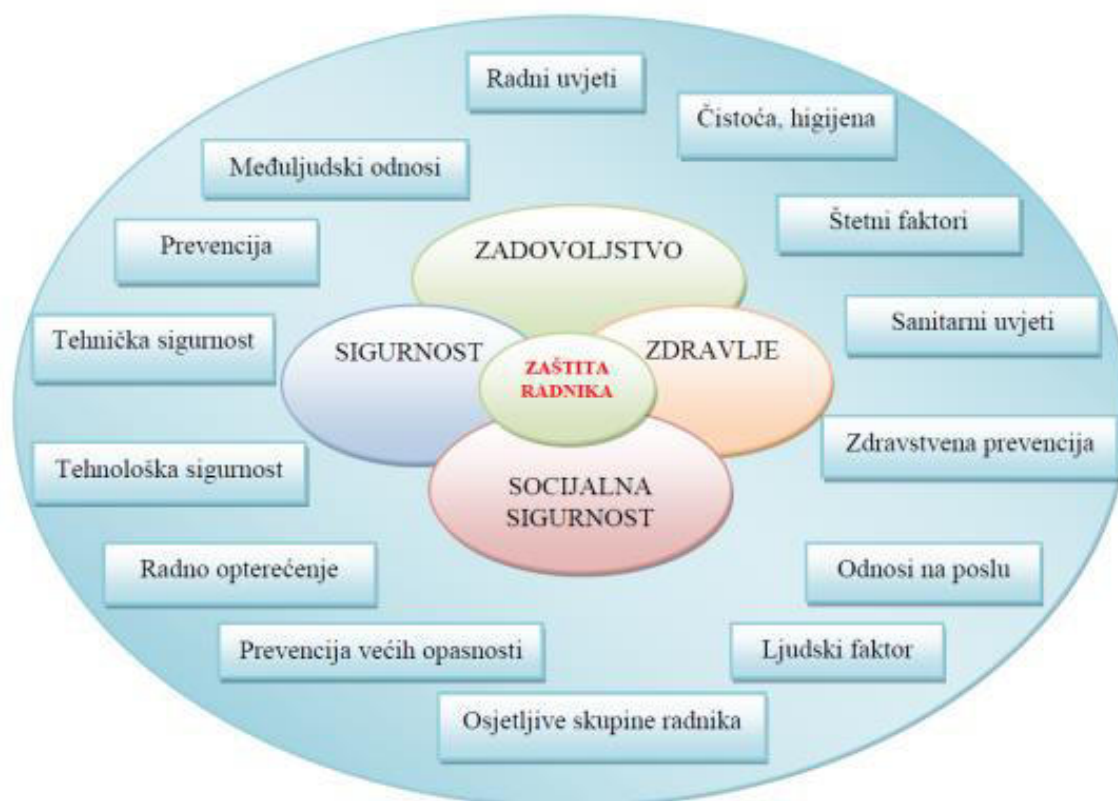 Radni uvjeti
Čistoća, higijena
Međuljudski odnosi
Štetni faktori
Prevencija
ZADOVOLJSTVO
Tehnička sigurnost
SIGURNOST
ZDRAVLJE
Sanitarni uvjeti
ZAŠTITA
RADNIKA
Tehnološka sigurnost
Zdravstvena prevencija
SOCIJALNA
SIGURNOST
Radno opterećenje
Odnosi na poslu
Prevencija većih opasnosti
Ljudski faktor
Osjetljive skupine radnika